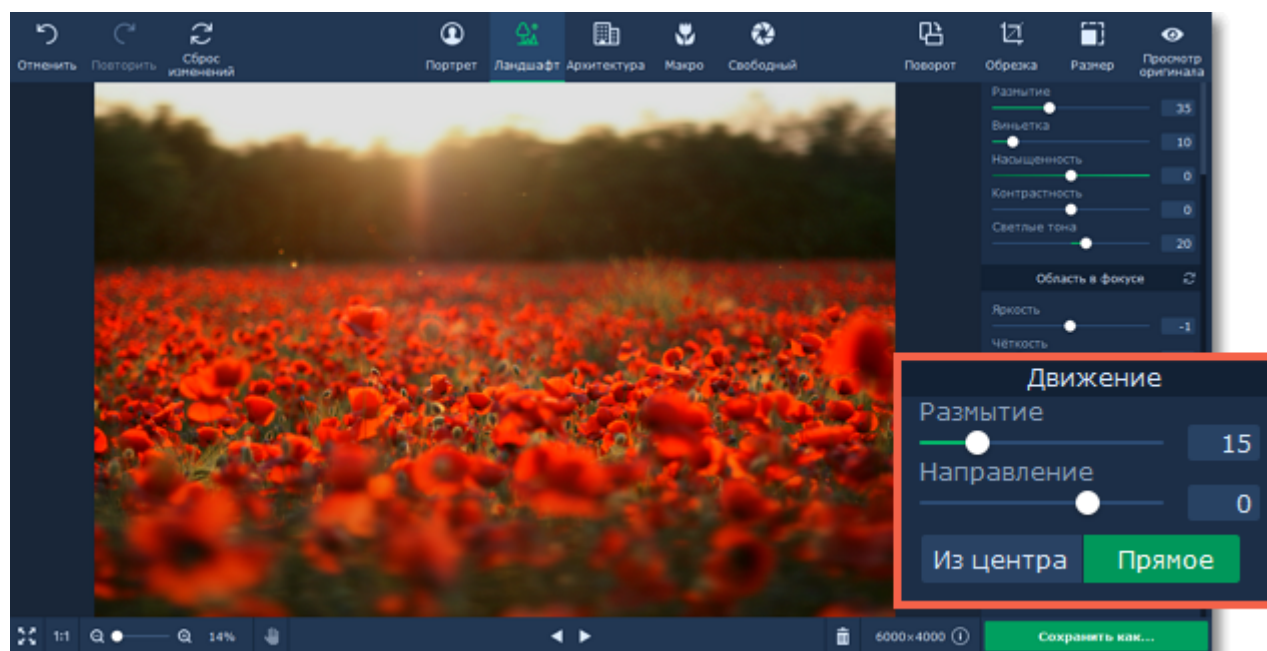 Отменить
Повторить
Сброс
изменений
Портрет
Ландшафт
Архитектура
Макро
Свободный
Поворот
Обрезка
Размер
Просмотр
оригинала
Размытие
35
Виньетка
10
Насыщенность
0
Контрастность
0
Светлые тона
20
Область в фокусе
Яркость
-1
Чёткость
Движение
Размытие
15
Направление
0
Из центра Прямое
1:1
14%
6000×4000
Сохранить как...